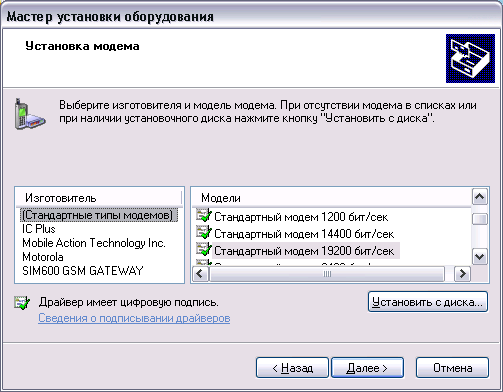 Мастер установки оборудования
Установка модема
Выберите изготовителя и модель модема. При отсутствии модема в списках или
при наличии установочного диска нажмите кнопку "Установить с диска".
Изготовитель
(Стандартные типы модемов)
IC Plus
Mobile Action Technology Inc.
Motorola
SIM600 GSM GATEWAY
Модели
Стандартный модем 1200 бит/сек
Стандартный модем 14400 бит/сек
Стандартный модем 19200 бит/сек
Драйвер имеет цифровую подпись.
Сведения о подписывании драйверов
Установить с диска...
< Назад
Далее >
Отмена